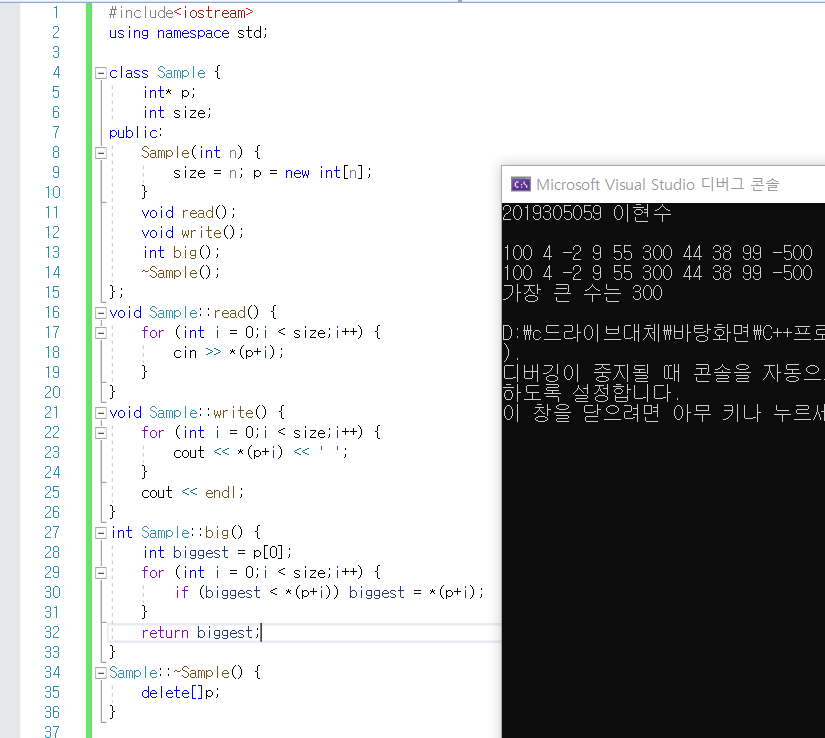 1 #include<iostream>
2 using namespace std;
3
4 class Sample {
5 int* p;
6 int size;
7 public:
8 Sample(int n) {
9 size = n; p = new int[n];
10 }
11 void read();
12 void write();
13 int big();
14 ~Sample();
15 };
16 void Sample::read() {
17 for (int i = 0;i < size;i++) {
18 cin >> *(p+i);
19 }
20 }
21 void Sample::write() {
22 for (int i = 0;i < size;i++) {
23 cout << *(p+i) << ' ';
24 }
25 cout << endl;
26 }
27 int Sample::big() {
28 int biggest = p[0];
29 for (int i = 0;i < size;i++) {
30 if (biggest < *(p+i)) biggest = *(p+i);
31 }
32 return biggest;
33 }
34 Sample::~Sample() {
35 delete[]p;
36 }
37
Microsoft Visual Studio 디버그 콘솔
2019305059 이현수
100 4 -2 9 55 300 44 38 99 -500
100 4 -2 9 55 300 44 38 99 -500
가장 큰 수는 300
D:₩c드라이브대체₩바탕화면₩C++프로
).
디버깅이 중지될 때 콘솔을 자동으
하도록 설정합니다.
이 창을 닫으려면 아무 키나 누르세